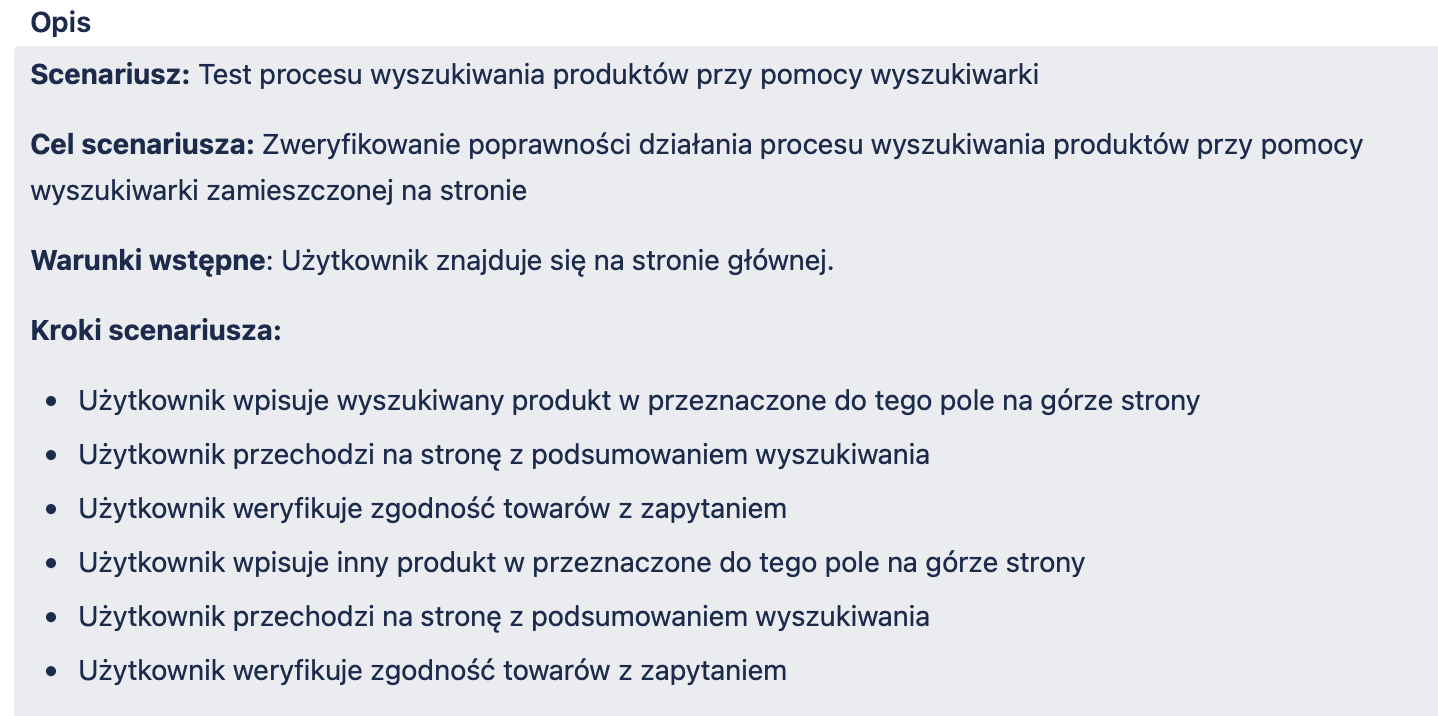 Opis
Scenariusz: Test procesu wyszukiwania produktów przy pomocy wyszukiwarki
Cel scenariusza: Zweryfikowanie poprawności działania procesu wyszukiwania produktów przy pomocy
wyszukiwarki zamieszczonej na stronie
Warunki wstępne: Użytkownik znajduje się na stronie głównej.
Kroki scenariusza:
• Użytkownik wpisuje wyszukiwany produkt w przeznaczone do tego pole na górze strony
• Użytkownik przechodzi na stronę z podsumowaniem wyszukiwania
• Użytkownik weryfikuje zgodność towarów z zapytaniem
• Użytkownik wpisuje inny produkt w przeznaczone do tego pole na górze strony
• Użytkownik przechodzi na stronę z podsumowaniem wyszukiwania
• Użytkownik weryfikuje zgodność towarów z zapytaniem